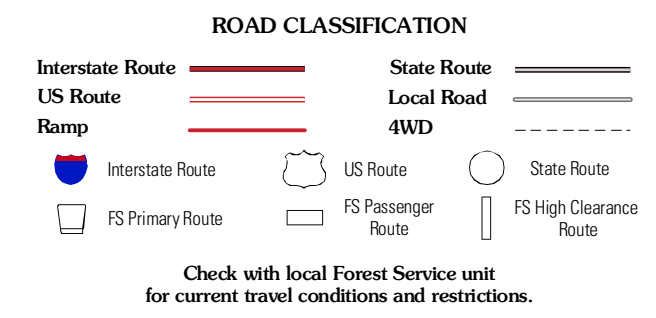 ROAD CLASSIFICATION
Interstate Route
State Route
US Route
Local Road
Ramp
4WD
Interstate Route
US Route
State Route
FS Primary Route
FS Passenger
Route
FS High Clearance
Route
Check with local Forest Service unit
for current travel conditions and restrictions.